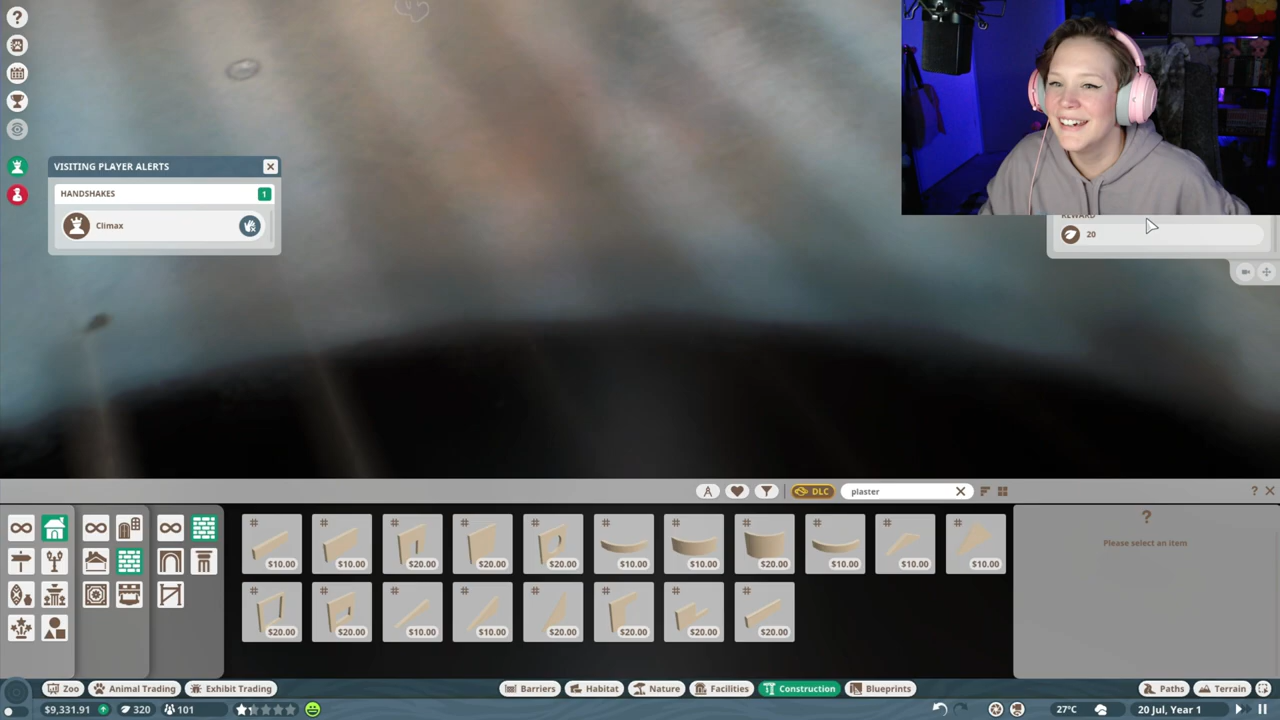 VISITING PLAYER ALERTS
HANDSHAKES 1
Climax
REWARD
20
DLC plaster
?
$10.00 $10.00 $20.00 $20.00 $20.00 $10.00 $10.00 $20.00 $10.00 $10.00 $10.00
Please select an item
$20.00 $20.00 $10.00 $10.00 $20.00 $20.00 $20.00 $20.00
Zoo Animal Trading Exhibit Trading Barriers Habitat Nature Facilities Construction Blueprints Paths Terrain
$9,331.91 320 101 27°C 20 Jul, Year 1